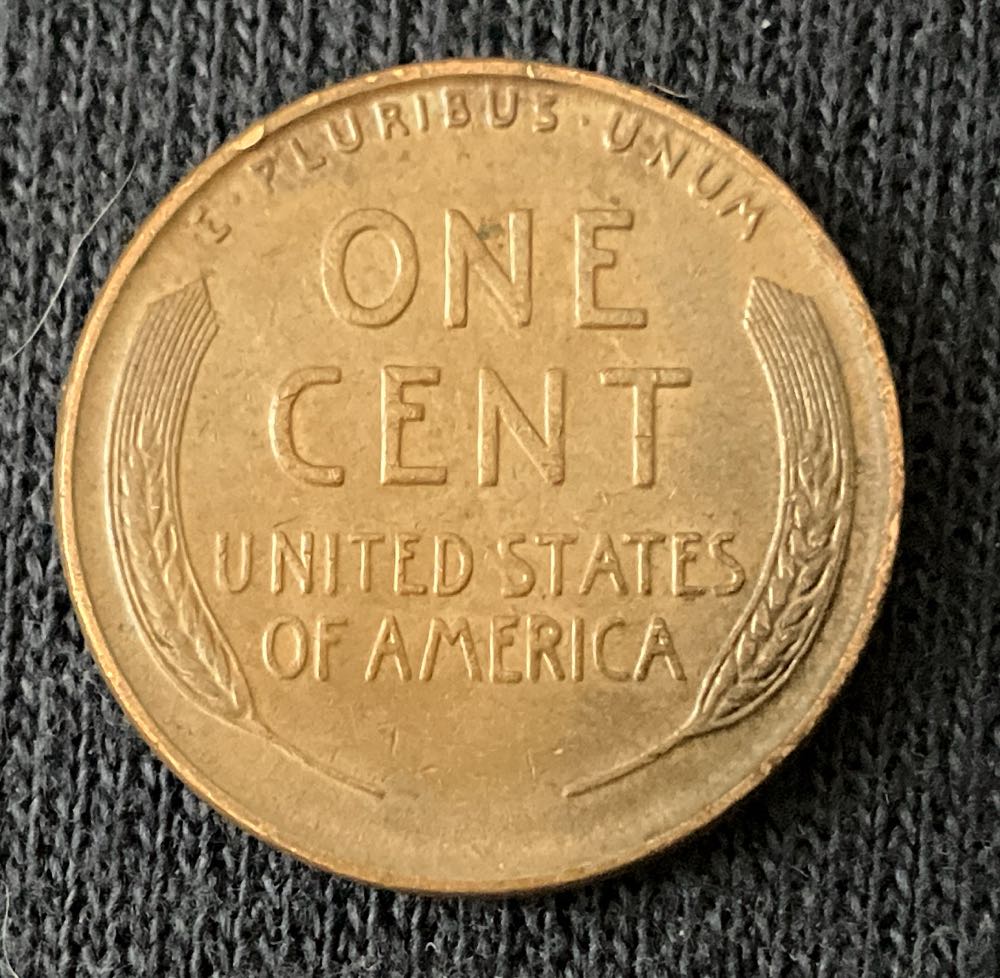 E·PLURIBUS·UNUM
ONE
CENT
UNITED STATES
OF AMERICA